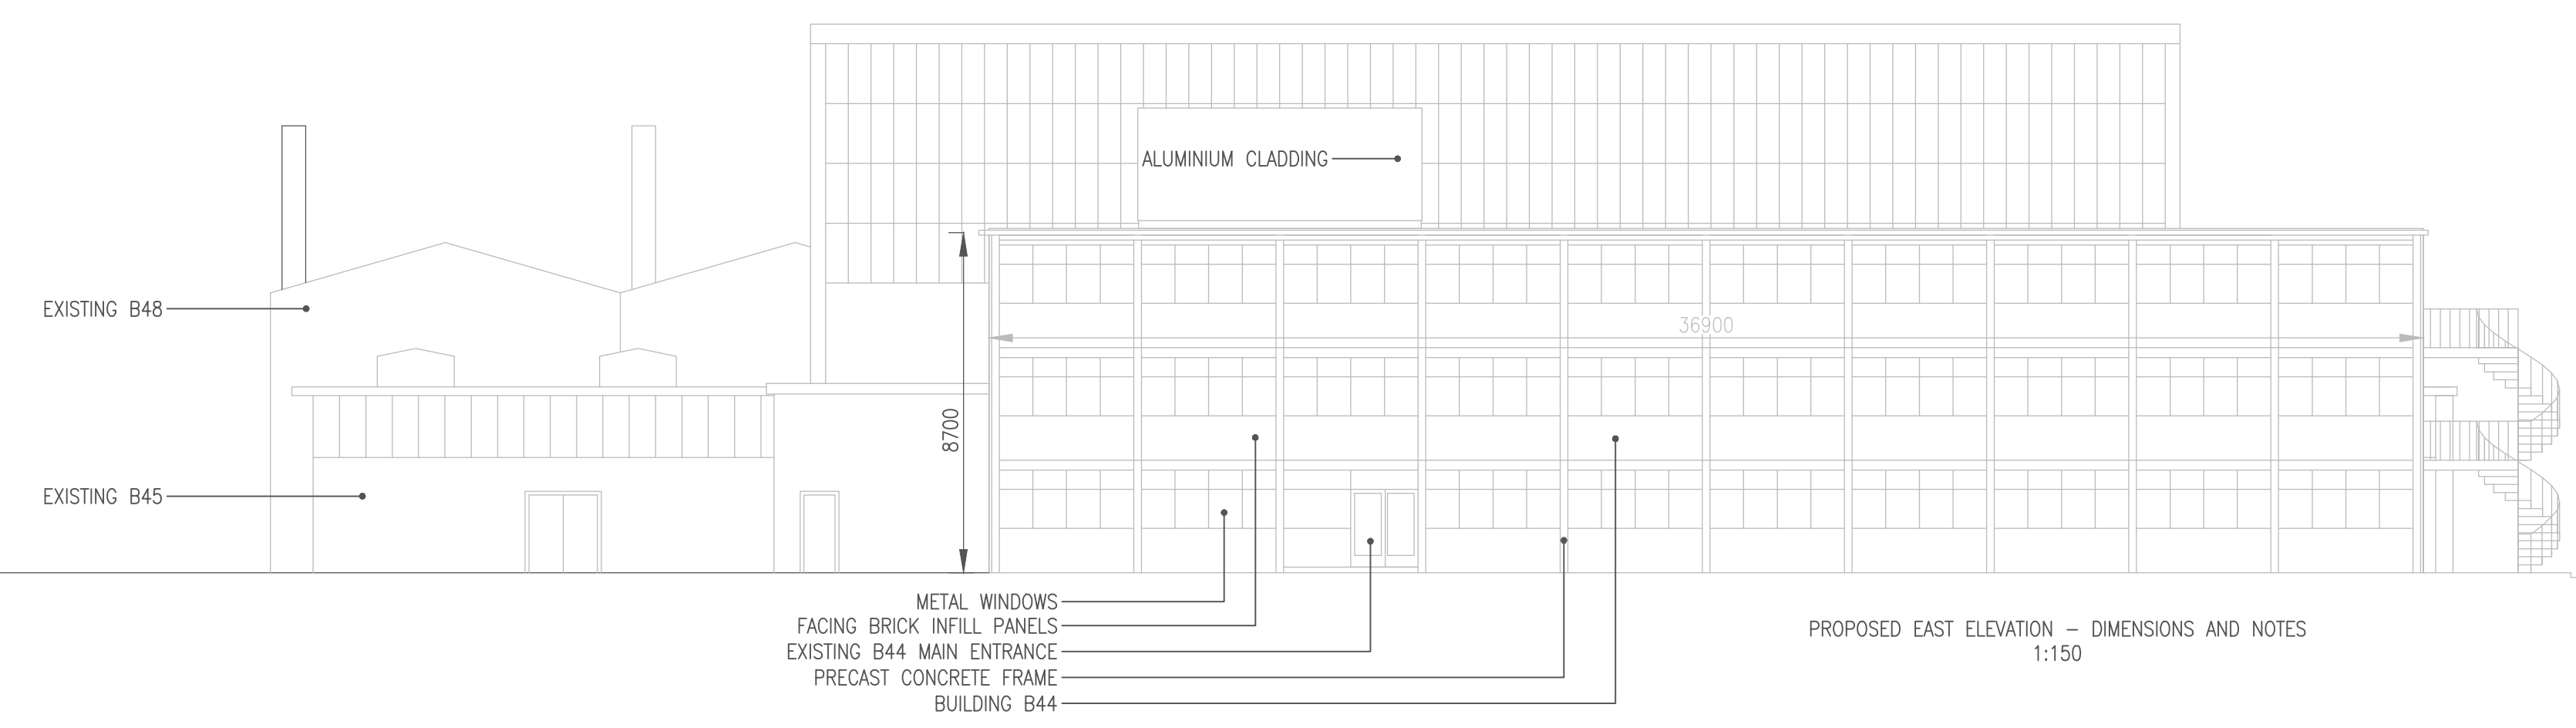 ALUMINIUM CLADDING
EXISTING B48
36900
8700
EXISTING B45
METAL WINDOWS
FACING BRICK INFILL PANELS
EXISTING B44 MAIN ENTRANCE
PRECAST CONCRETE FRAME
BUILDING B44
PROPOSED EAST ELEVATION – DIMENSIONS AND NOTES
1:150